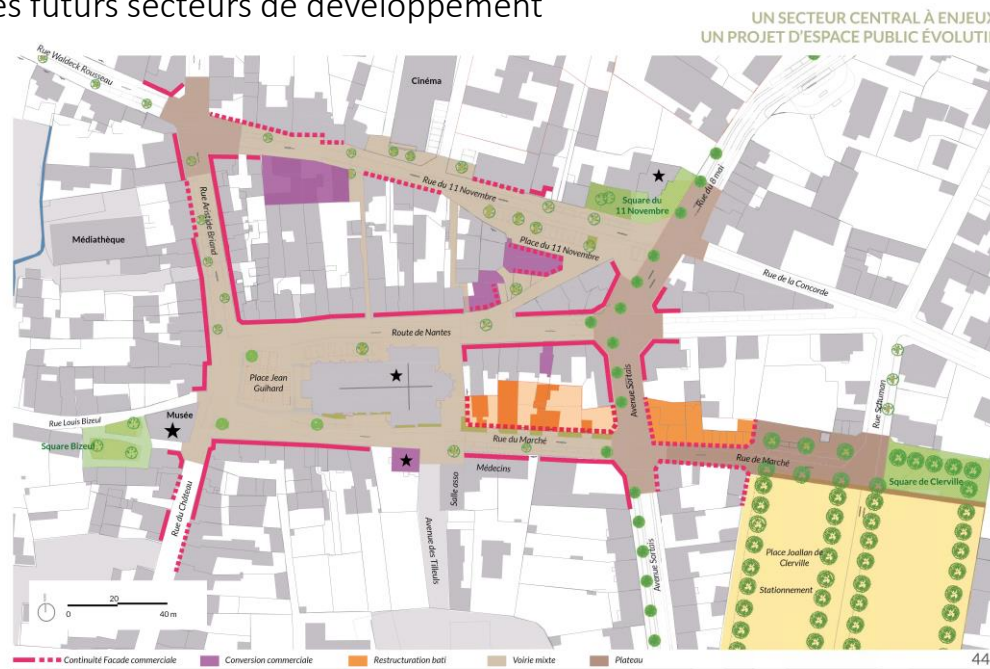 es futurs secteurs de développement
UN SECTEUR CENTRAL À ENJEUX
UN PROJET D'ESPACE PUBLIC ÉVOLUTI
Rue Waldeck Rousseau
Cinéma
Rue du 8 mai
Rue du 11 Novembre
Square du
11 Novembre
Rue Aristide Briand
Médiathèque
Place du 11 Novembre
Rue de la Concorde
Route de Nantes
Place Jean
Guihard
Avenue Sortais
Rue Schuman
Musée
Rue Louis Bizeul
Square Bizeul
Rue du Marché
Rue de Marché
Médecins
Salle asso
Square de Clerville
Rue du Château
Avenue des Tilleuls
Avenue Sortais
Place Joallan de
Clerville
Stationnement
20
0
40 m
Continuité Facade commerciale
Conversion commerciale
Restructuration bati
Voirie mixte
Plateau
44